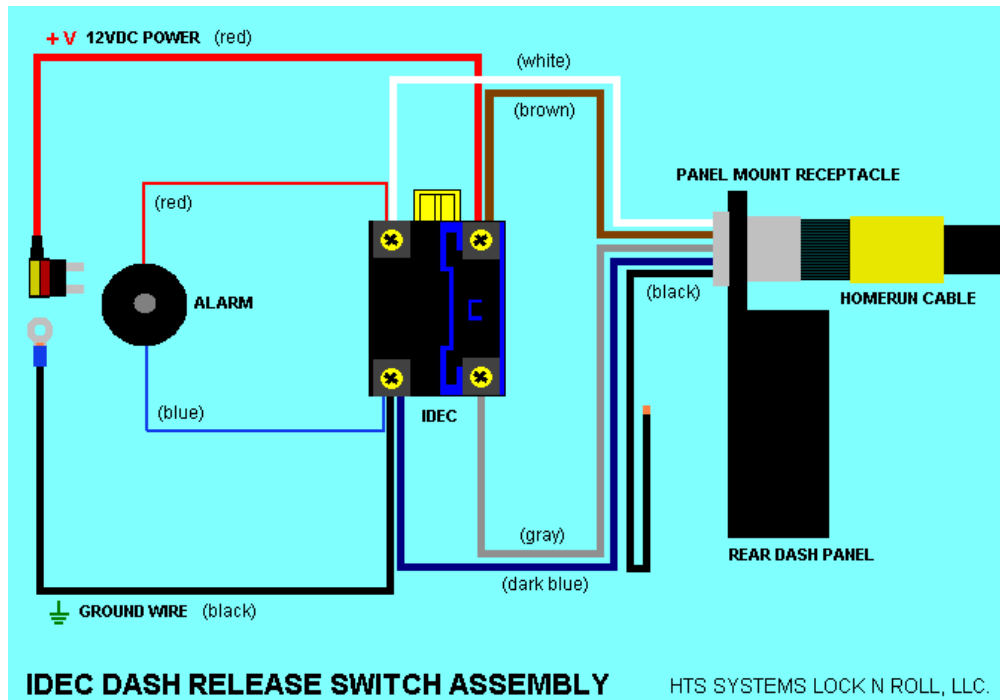 +V 12VDC POWER (red)
(white)
(brown)
PANEL MOUNT RECEPTACLE
(red)
ALARM
(black)
HOMERUN CABLE
(blue)
IDEC
(gray)
REAR DASH PANEL
(dark blue)
GROUND WIRE (black)
IDEC DASH RELEASE SWITCH ASSEMBLY
HTS SYSTEMS LOCK N ROLL, LLC.